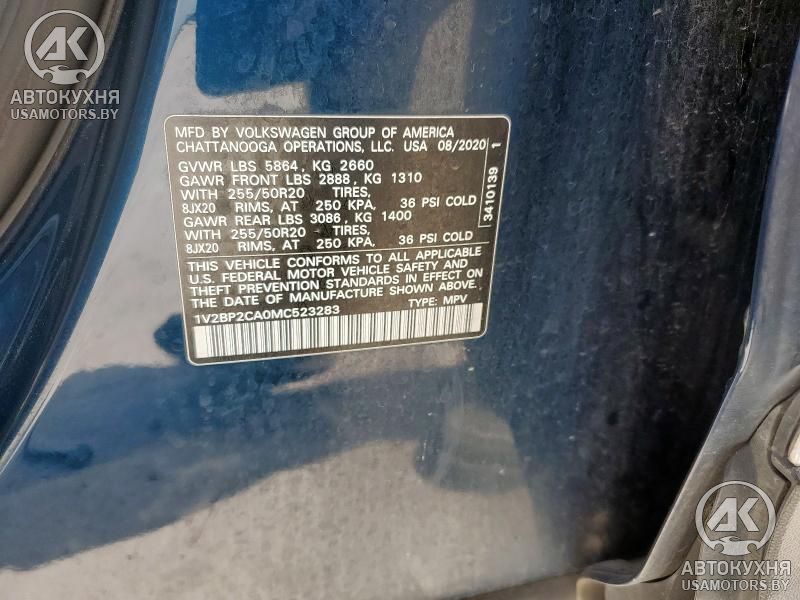 AK
АВТОКУХНЯ
USAMOTORS.BY
MFD BY VOLKSWAGEN GROUP OF AMERICA
CHATTANOOGA OPERATIONS, LLC. USA 08/2020
GVWR LBS 5864, KG 2660
GAWR FRONT LBS 2888, KG 1310
WITH 255/50R20 TIRES,
8JX20 RIMS, AT 250 KPA, 36 PSI COLD
GAWR REAR LBS 3086, KG 1400
WITH 255/50R20 TIRES,
8JX20 RIMS, AT 250 KPA, 36 PSI COLD
THIS VEHICLE CONFORMS TO ALL APPLICABLE
U.S. FEDERAL MOTOR VEHICLE SAFETY AND
THEFT PREVENTION STANDARDS IN EFFECT ON
THE DATE OF MANUFACTURE SHOWN ABOVE.
1V2BP2CA0MC523283 TYPE: MPV
3410139 1
AK
АВТОКУХНЯ
USAMOTORS.BY